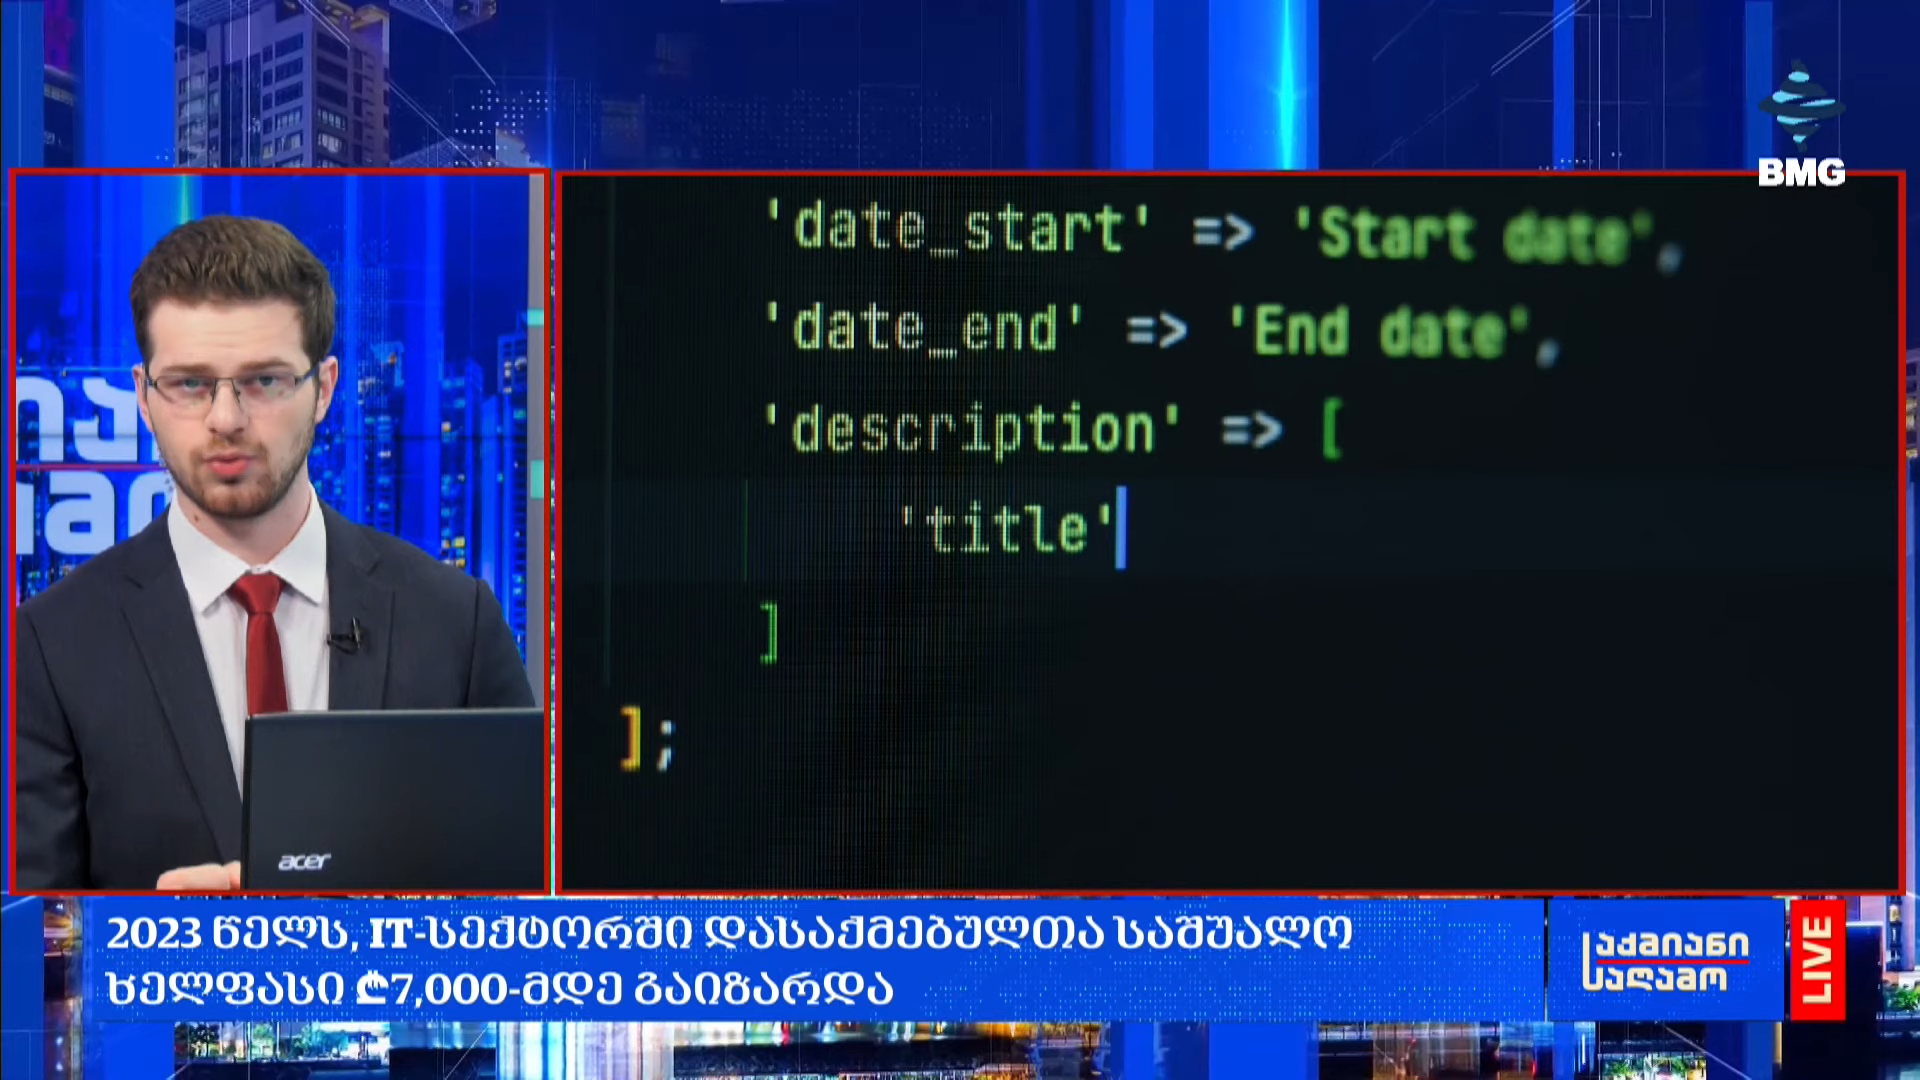 BMG
'date_start' => 'Start date',
'date_end' => 'End date',
'description' => [
'title'
]
];
acer
2023 წელს, IT-სექტორში დასაქმებულთა საშუალო
ხელფასი ₾7,000-მდე გაიზარდა
საქმიანი
საღამო
LIVE